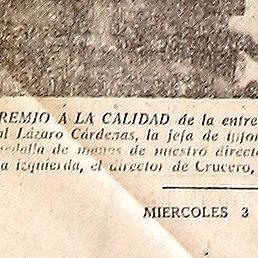 REMIO A LA CALIDAD de la entre
al Lázaro Cárdenas, la jefa de infor
medalla de manos de nuestro direct
a izquierda, el director de Crucero,
MIERCOLES 3